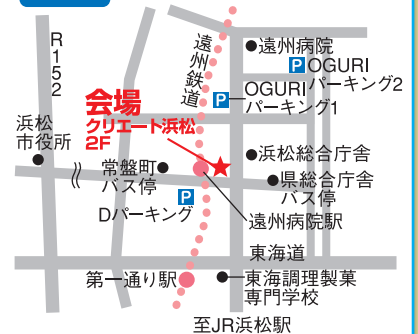 R152
遠州鉄道
遠州病院
P OGURI
パーキング2
P
OGURI
パーキング1
会場
クリエート浜松
2F
浜松
市役所
常盤町
バス停
浜松総合庁舎
県総合庁舎
バス停
P
Dパーキング
遠州病院駅
東海道
第一通り駅
東海調理製菓
専門学校
至JR浜松駅